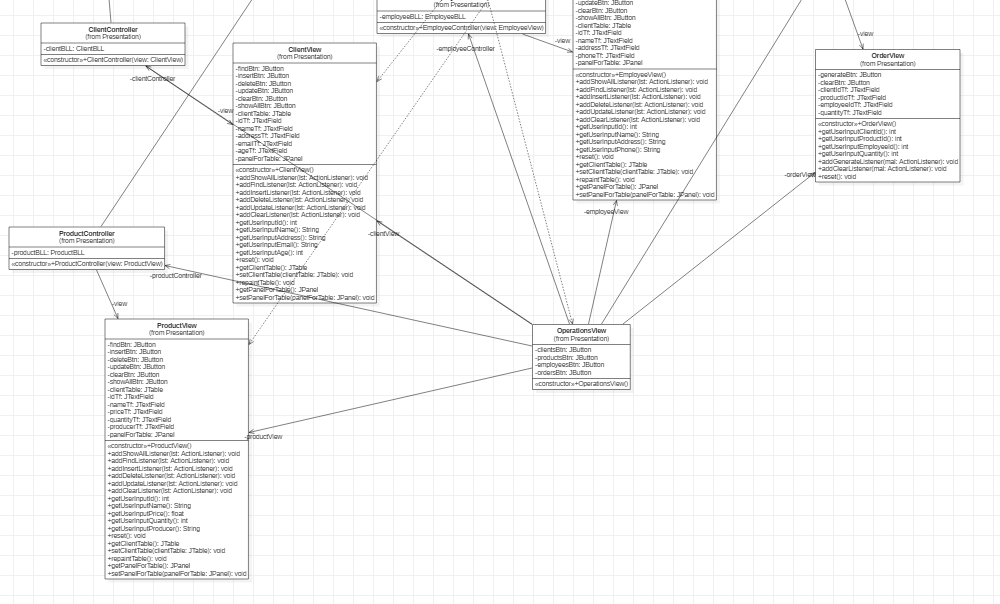 ClientController
(from Presentation)
-clientBLL: ClientBLL
«constructor»+ClientController(view: ClientView)
-clientController
-view
(from Presentation)
-employeeBLL: EmployeeBLL
«constructor»+EmployeeController(view: EmployeeView)
-employeeController
-view
ClientView
(from Presentation)
-findBtn: JButton
-insertBtn: JButton
-deleteBtn: JButton
-updateBtn: JButton
-clearBtn: JButton
-showAllBtn: JButton
-clientTable: JTable
-idTf: JTextField
-nameTf: JTextField
-addressTf: JTextField
-emailTf: JTextField
-ageTf: JTextField
-panelForTable: JPanel
«constructor»+ClientView()
+addShowAllListener(lst: ActionListener): void
+addFindListener(lst: ActionListener): void
+addInsertListener(lst: ActionListener): void
+addDeleteListener(lst: ActionListener): void
+addUpdateListener(lst: ActionListener): void
+addClearListener(lst: ActionListener): void
+getUserInputId(): int
+getUserInputName(): String
+getUserInputAddress(): String
+getUserInputEmail(): String
+getUserInputAge(): int
+reset(): void
+getClientTable(): JTable
+setClientTable(clientTable: JTable): void
+repaintTable(): void
+getPanelForTable(): JPanel
+setPanelForTable(panelForTable: JPanel): void
-clientView
-updateBtn: JButton
-clearBtn: JButton
-showAllBtn: JButton
-clientTable: JTable
-idTf: JTextField
-nameTf: JTextField
-addressTf: JTextField
-phoneTf: JTextField
-panelForTable: JPanel
«constructor»+EmployeeView()
+addShowAllListener(lst: ActionListener): void
+addFindListener(lst: ActionListener): void
+addInsertListener(lst: ActionListener): void
+addDeleteListener(lst: ActionListener): void
+addUpdateListener(lst: ActionListener): void
+addClearListener(lst: ActionListener): void
+getUserInputId(): int
+getUserInputName(): String
+getUserInputAddress(): String
+getUserInputPhone(): String
+reset(): void
+getClientTable(): JTable
+setClientTable(clientTable: JTable): void
+repaintTable(): void
+getPanelForTable(): JPanel
+setPanelForTable(panelForTable: JPanel): void
-employeeView
-view
OrderView
(from Presentation)
-generateBtn: JButton
-clearBtn: JButton
-clientIdTf: JTextField
-productIdTf: JTextField
-employeeIdTf: JTextField
-quantityTf: JTextField
«constructor»+OrderView()
+getUserInputClientId(): int
+getUserInputProductId(): int
+getUserInputEmployeeId(): int
+getUserInputQuantity(): int
+addGenerateListener(mal: ActionListener): void
+addClearListener(mal: ActionListener): void
+reset(): void
-orderView
ProductController
(from Presentation)
-productBLL: ProductBLL
«constructor»+ProductController(view: ProductView)
-productController
-view
ProductView
(from Presentation)
-findBtn: JButton
-insertBtn: JButton
-deleteBtn: JButton
-updateBtn: JButton
-clearBtn: JButton
-showAllBtn: JButton
-clientTable: JTable
-idTf: JTextField
-nameTf: JTextField
-priceTf: JTextField
-quantityTf: JTextField
-producerTf: JTextField
-panelForTable: JPanel
«constructor»+ProductView()
+addShowAllListener(lst: ActionListener): void
+addFindListener(lst: ActionListener): void
+addInsertListener(lst: ActionListener): void
+addDeleteListener(lst: ActionListener): void
+addUpdateListener(lst: ActionListener): void
+addClearListener(lst: ActionListener): void
+getUserInputId(): int
+getUserInputName(): String
+getUserInputPrice(): float
+getUserInputQuantity(): int
+getUserInputProducer(): String
+reset(): void
+getClientTable(): JTable
+setClientTable(clientTable: JTable): void
+repaintTable(): void
+getPanelForTable(): JPanel
+setPanelForTable(panelForTable: JPanel): void
-productView
OperationsView
(from Presentation)
-clientsBtn: JButton
-productsBtn: JButton
-employeesBtn: JButton
-ordersBtn: JButton
«constructor»+OperationsView()